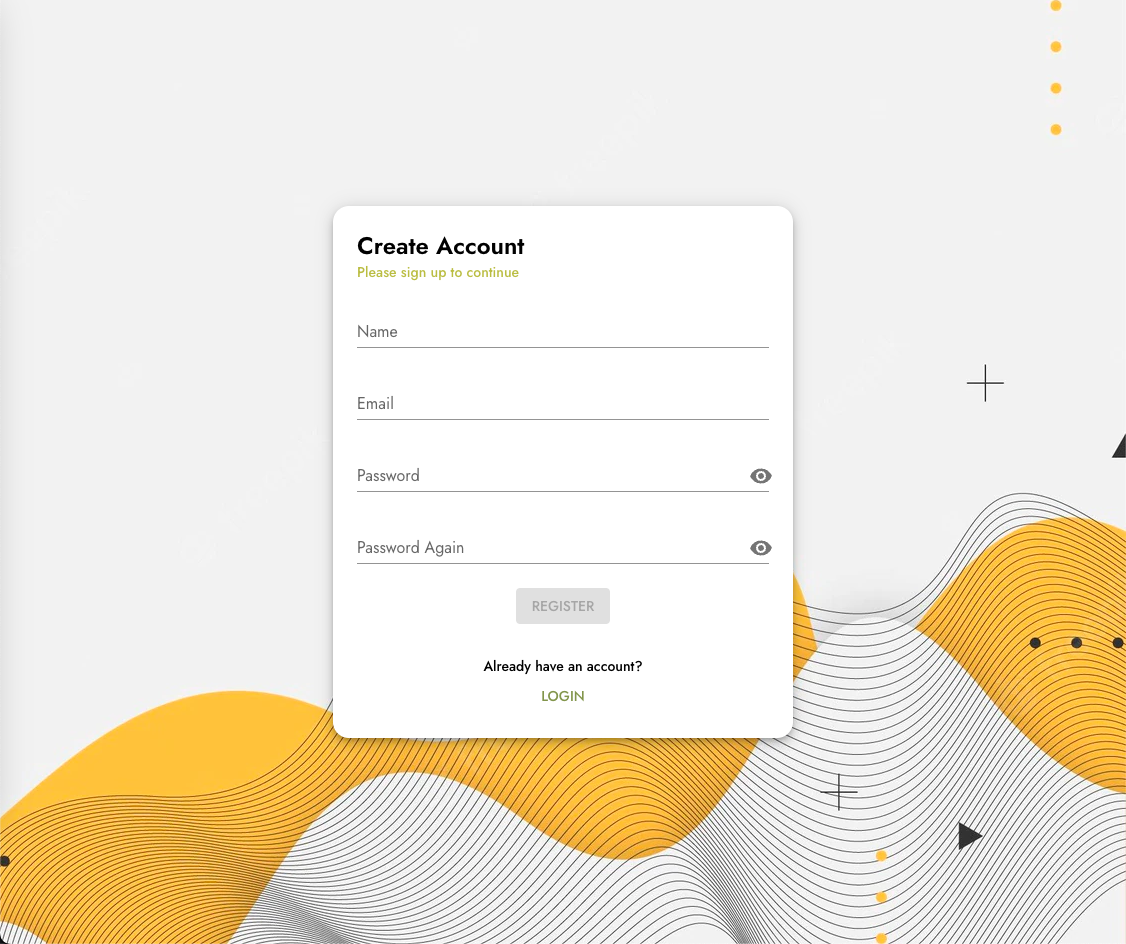 Create Account
Please sign up to continue
Name
Email
Password
Password Again
REGISTER
Already have an account?
LOGIN